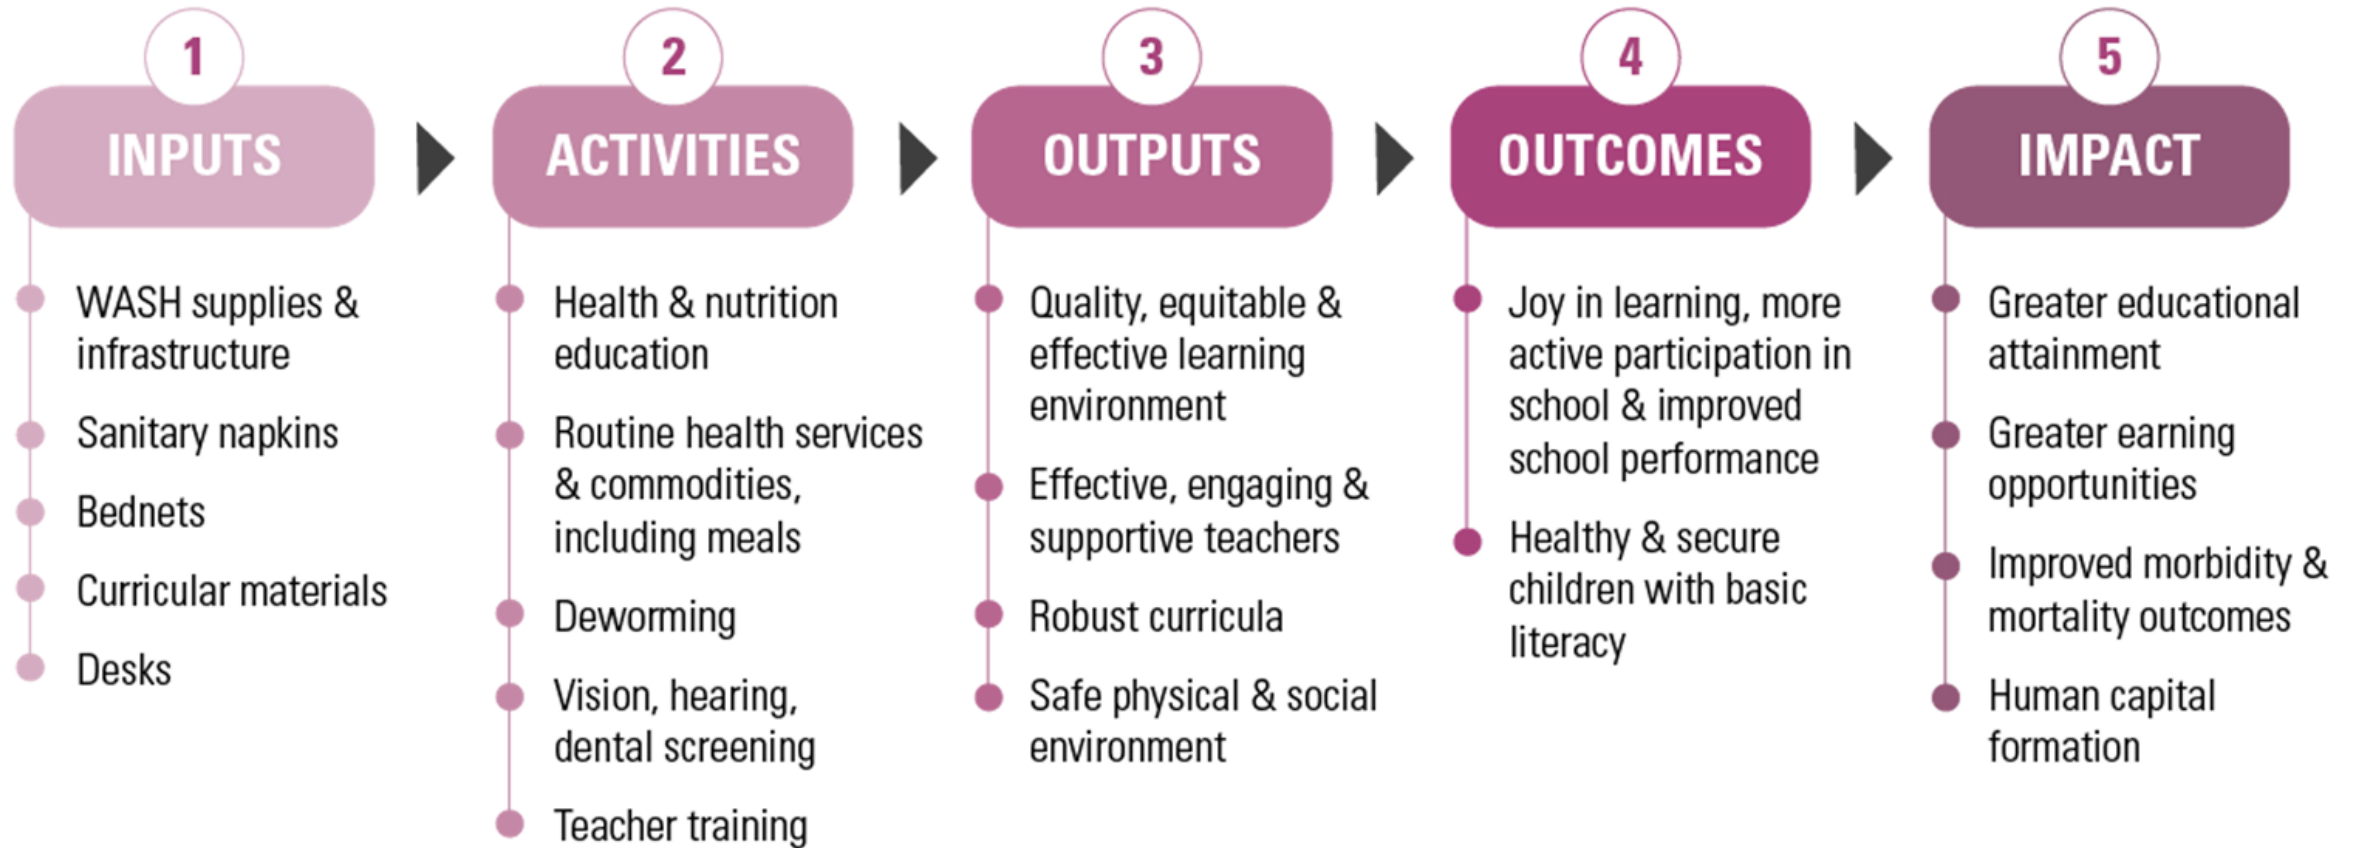 1
INPUTS
WASH supplies &
infrastructure
Sanitary napkins
Bednets
Curricular materials
Desks
2
ACTIVITIES
Health & nutrition
education
Routine health services
& commodities,
including meals
Deworming
Vision, hearing,
dental screening
Teacher training
3
OUTPUTS
Quality, equitable &
effective learning
environment
Effective, engaging &
supportive teachers
Robust curricula
Safe physical & social
environment
4
OUTCOMES
Joy in learning, more
active participation in
school & improved
school performance
Healthy & secure
children with basic
literacy
5
IMPACT
Greater educational
attainment
Greater earning
opportunities
Improved morbidity &
mortality outcomes
Human capital
formation